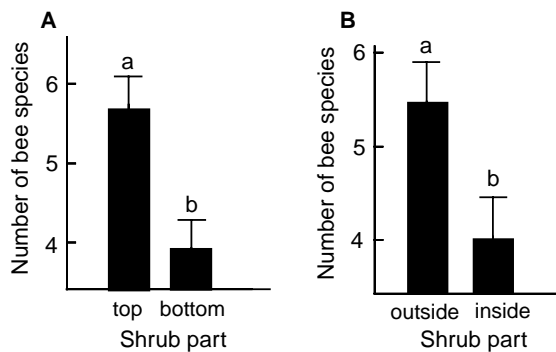 A
Number of bee species
6
5
4
a
b
top bottom
Shrub part
B
Number of bee species
6
5
4
a
b
outside inside
Shrub part